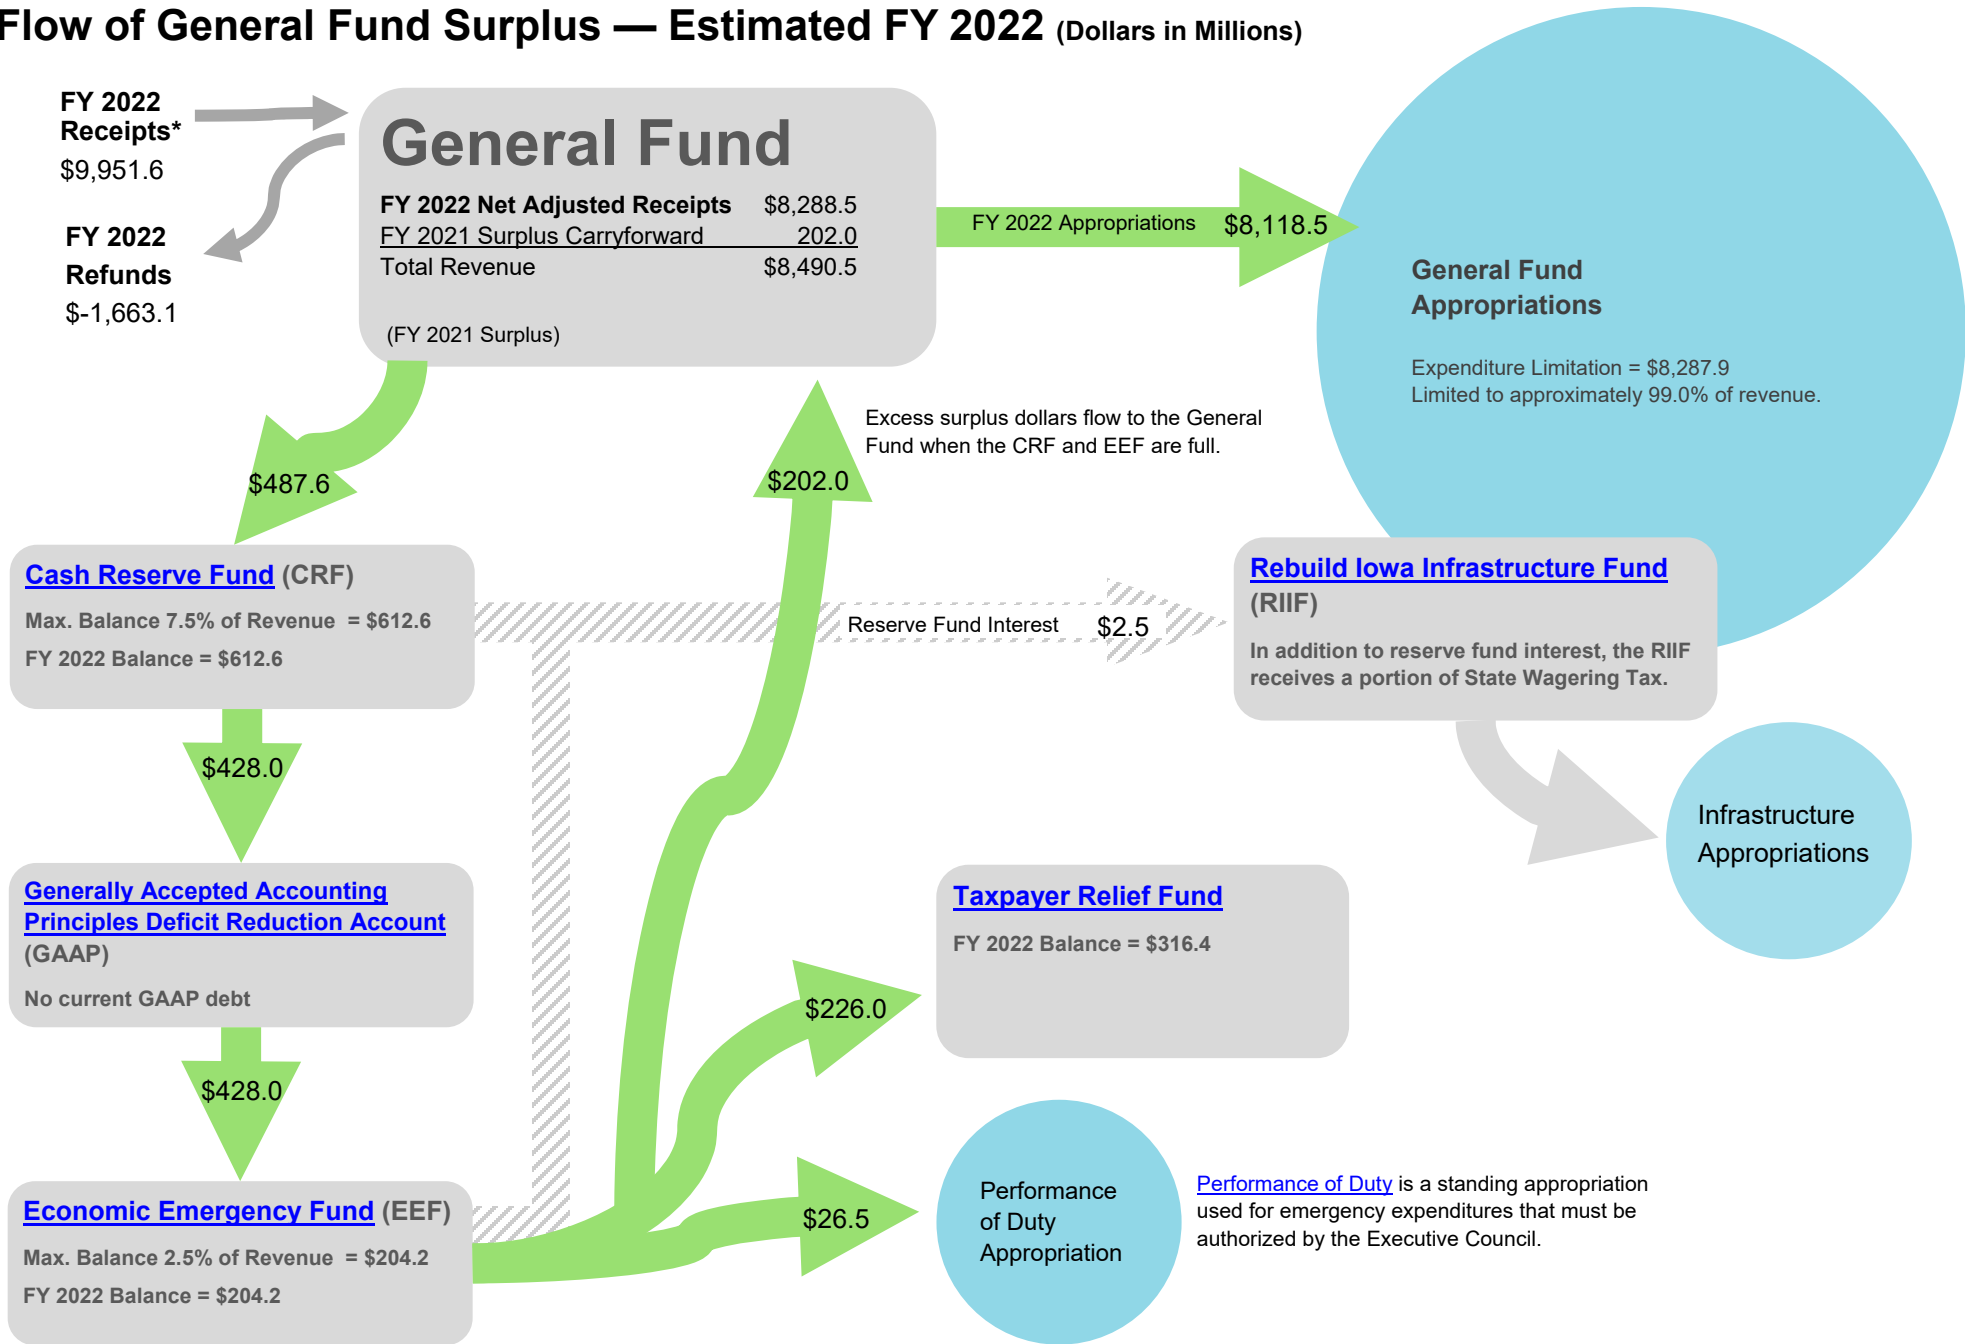 Flow of General Fund Surplus — Estimated FY 2022 (Dollars in Millions)
FY 2022
Receipts*
$9,951.6
FY 2022
Refunds
$-1,663.1
General Fund
FY 2022 Net Adjusted Receipts $8,288.5
FY 2021 Surplus Carryforward 202.0
Total Revenue $8,490.5
(FY 2021 Surplus)
FY 2022 Appropriations $8,118.5
General Fund
Appropriations
Expenditure Limitation = $8,287.9
Limited to approximately 99.0% of revenue.
Excess surplus dollars flow to the General
Fund when the CRF and EEF are full.
$487.6
$202.0
Cash Reserve Fund (CRF)
Max. Balance 7.5% of Revenue = $612.6
FY 2022 Balance = $612.6
Reserve Fund Interest $2.5
Rebuild Iowa Infrastructure Fund
(RIIF)
In addition to reserve fund interest, the RIIF
receives a portion of State Wagering Tax.
$428.0
Infrastructure
Appropriations
Generally Accepted Accounting
Principles Deficit Reduction Account
(GAAP)
No current GAAP debt
Taxpayer Relief Fund
FY 2022 Balance = $316.4
$226.0
$428.0
Economic Emergency Fund (EEF)
Max. Balance 2.5% of Revenue = $204.2
FY 2022 Balance = $204.2
$26.5
Performance
of Duty
Appropriation
Performance of Duty is a standing appropriation
used for emergency expenditures that must be
authorized by the Executive Council.